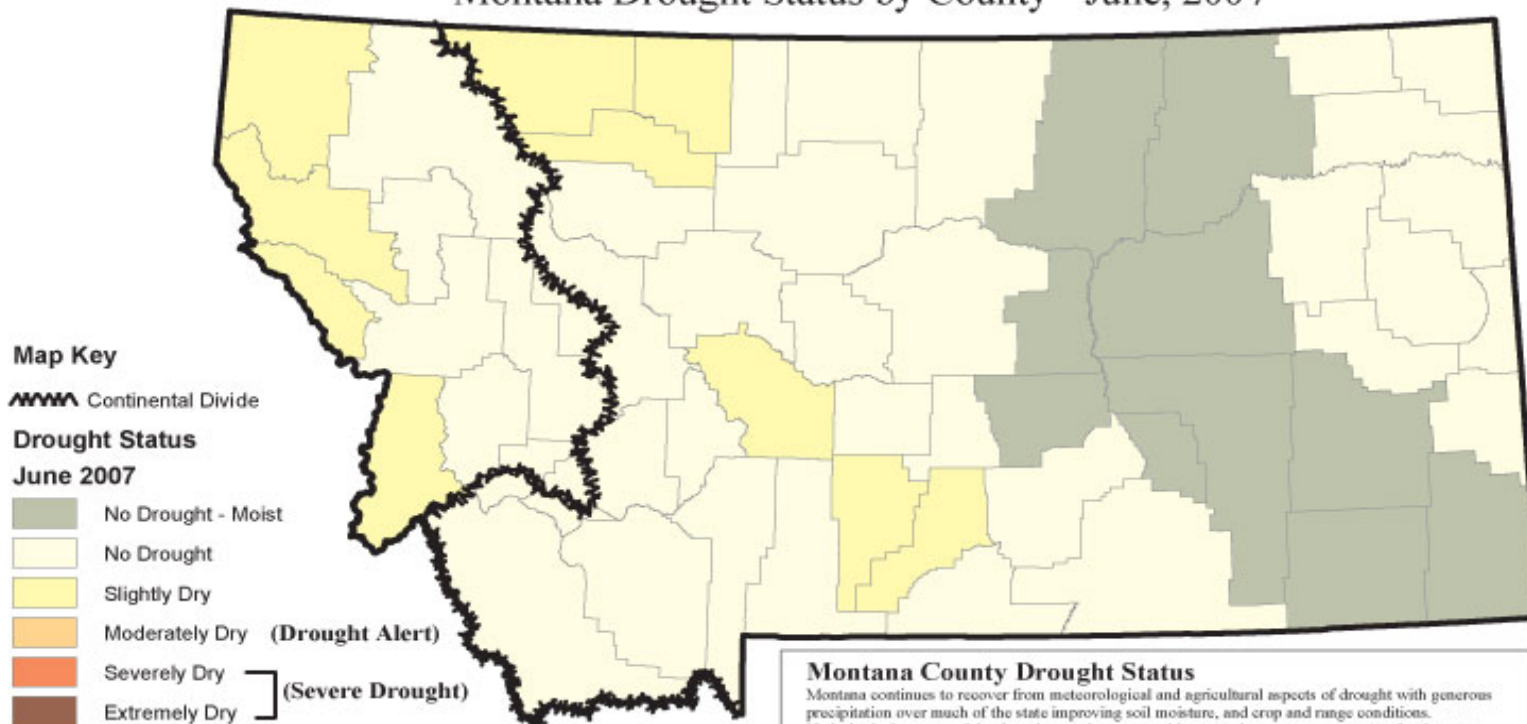 Montana Drought Status by County - June, 2007
Map Key
Continental Divide
Drought Status
June 2007
No Drought - Moist
No Drought
Slightly Dry
Moderately Dry (Drought Alert)
Severely Dry
(Severe Drought)
Extremely Dry
Montana County Drought Status
Montana continues to recover from meteorological and agricultural aspects of drought with generous
precipitation over much of the state improving soil moisture, and crop and range conditions.